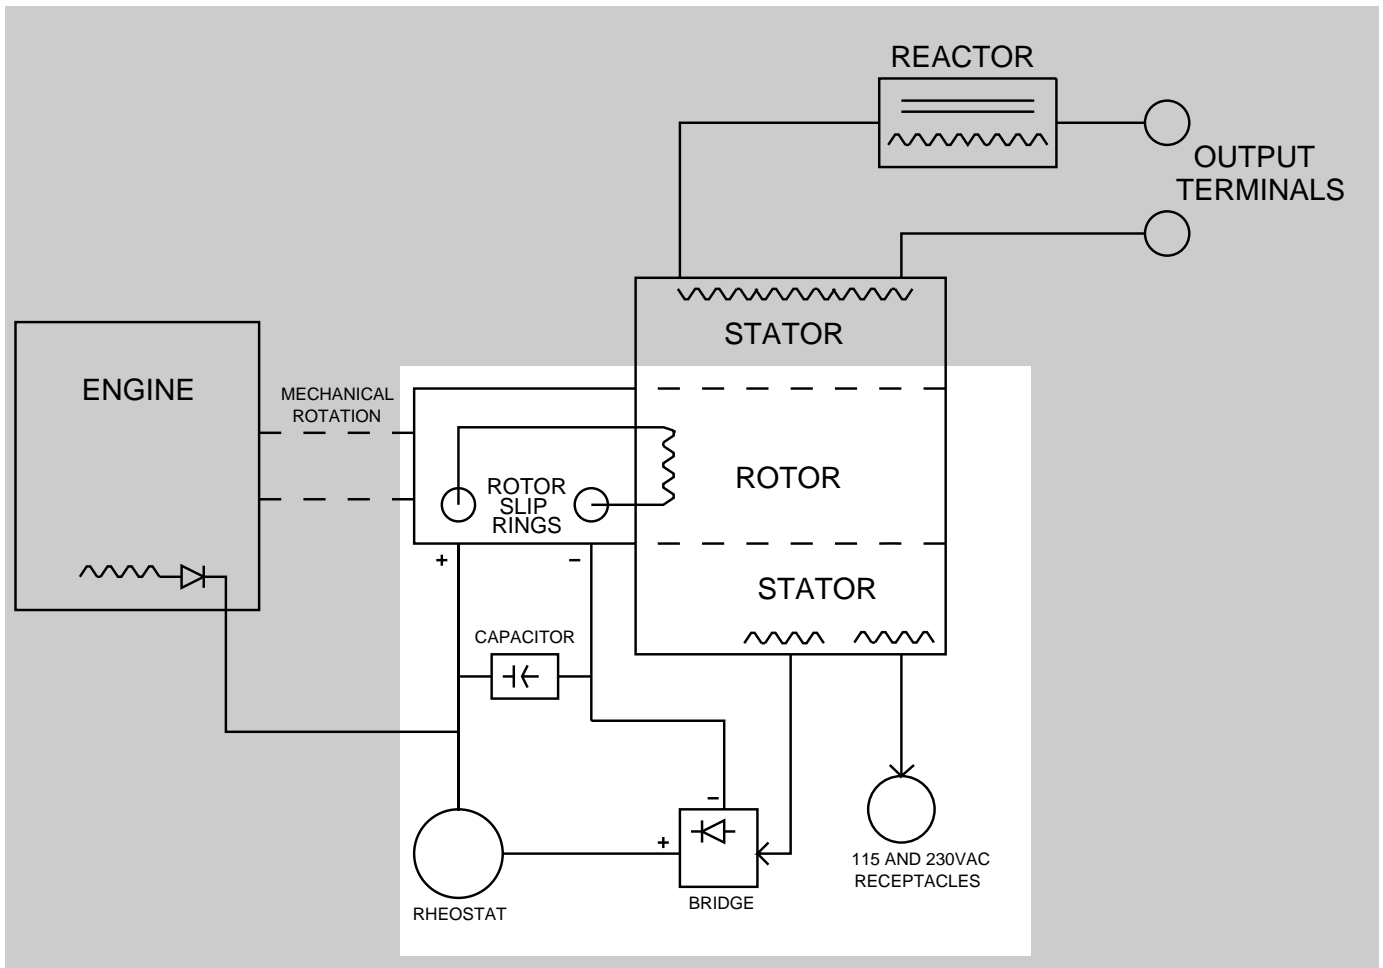 REACTOR
OUTPUT
TERMINALS
STATOR
ENGINE
MECHANICAL
ROTATION
ROTOR
SLIP
RINGS
ROTOR
+
–
STATOR
CAPACITOR
–
+
115 AND 230VAC
RECEPTACLES
BRIDGE
RHEOSTAT